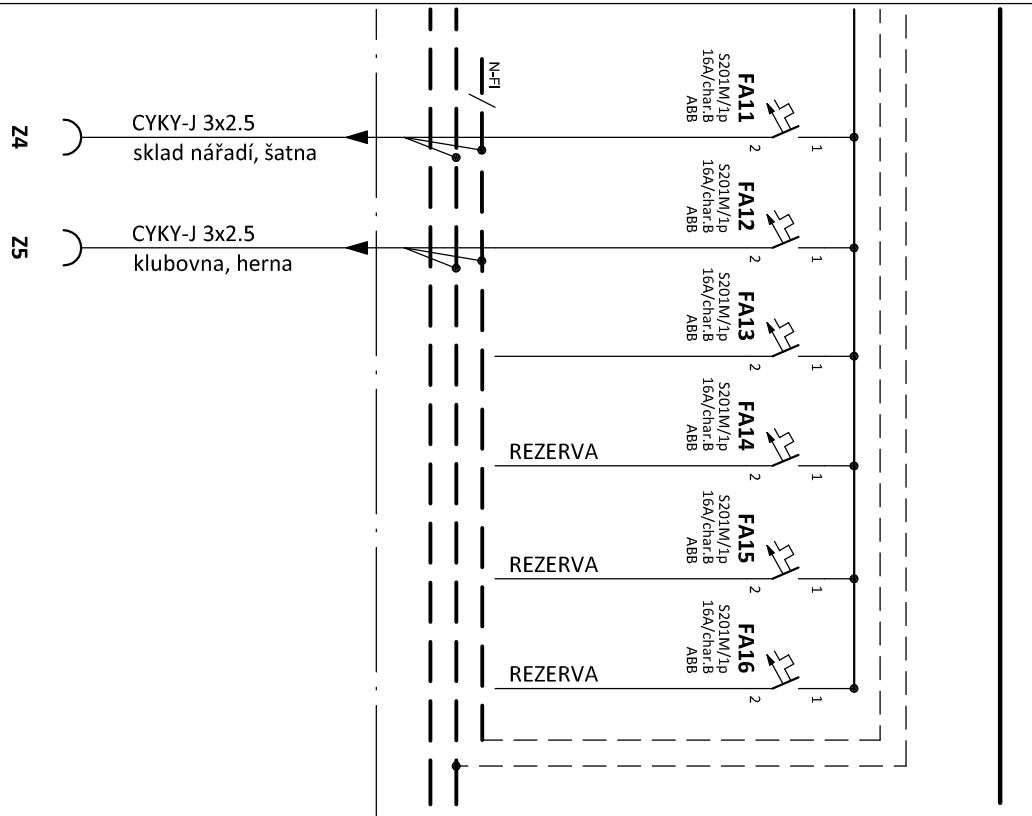 N-FI
FA11
S201M/1p
16A/char.B
ABB
2
1
Z4
CYKY-J 3x2.5
sklad nářadí, šatna
FA12
S201M/1p
16A/char.B
ABB
2
1
Z5
CYKY-J 3x2.5
klubovna, herna
FA13
S201M/1p
16A/char.B
ABB
2
1
FA14
S201M/1p
16A/char.B
ABB
2
1
REZERVA
FA15
S201M/1p
16A/char.B
ABB
2
1
REZERVA
FA16
S201M/1p
16A/char.B
ABB
2
1
REZERVA